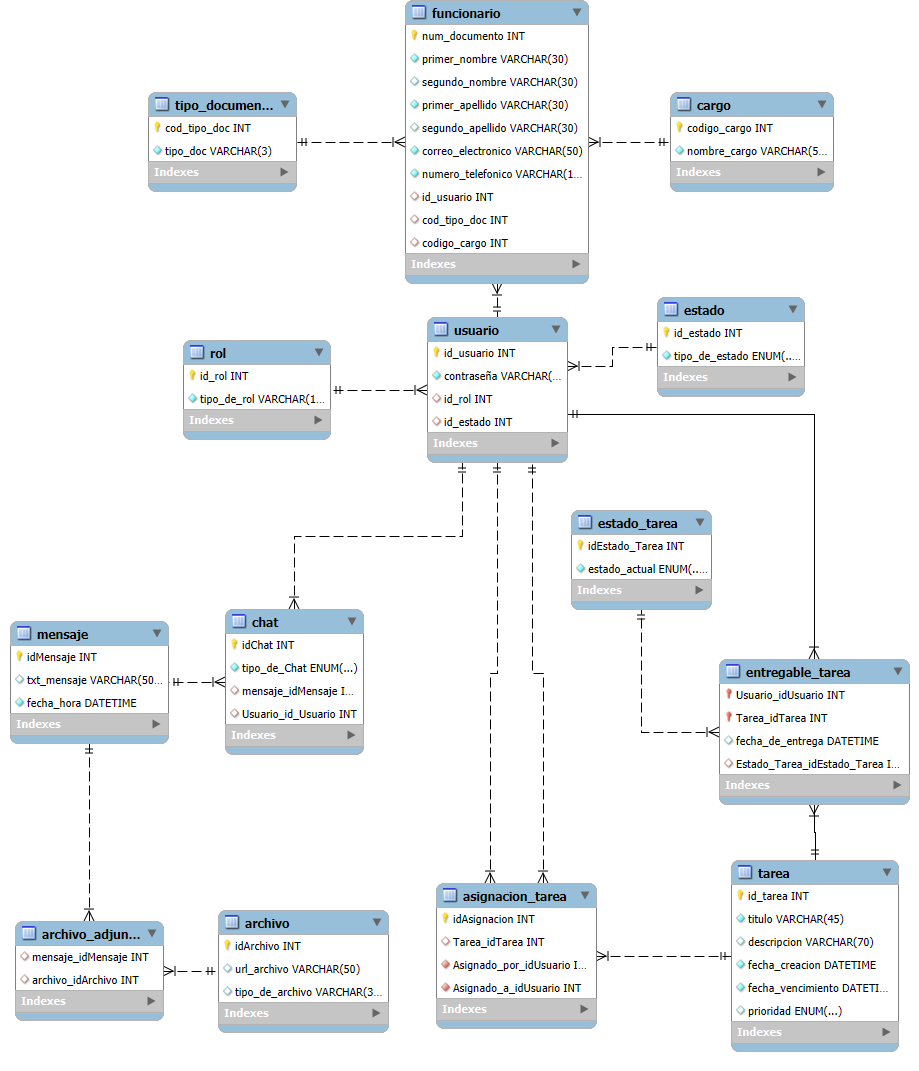 funcionario
num_documento INT
primer_nombre VARCHAR(30)
segundo_nombre VARCHAR(30)
primer_apellido VARCHAR(30)
segundo_apellido VARCHAR(30)
correo_electronico VARCHAR(50)
numero_telefonico VARCHAR(1...
id_usuario INT
cod_tipo_doc INT
codigo_cargo INT
Indexes
tipo_documen...
cod_tipo_doc INT
tipo_doc VARCHAR(3)
Indexes
cargo
codigo_cargo INT
nombre_cargo VARCHAR(5...
Indexes
usuario
id_usuario INT
contraseña VARCHAR(...
id_rol INT
id_estado INT
Indexes
estado
id_estado INT
tipo_de_estado ENUM(.....
Indexes
rol
id_rol INT
tipo_de_rol VARCHAR(1...
Indexes
estado_tarea
idEstado_Tarea INT
estado_actual ENUM(.....
Indexes
chat
idChat INT
tipo_de_Chat ENUM(...)
mensaje_idMensaje I...
Usuario_id_Usuario INT
Indexes
mensaje
idMensaje INT
txt_mensaje VARCHAR(50...
fecha_hora DATETIME
Indexes
entregable_tarea
Usuario_idUsuario INT
Tarea_idTarea INT
fecha_de_entrega DATETIME
Estado_Tarea_idEstado_Tarea I...
Indexes
tarea
id_tarea INT
titulo VARCHAR(45)
descripcion VARCHAR(70)
fecha_creacion DATETIME
fecha_vencimiento DATETI...
prioridad ENUM(...)
Indexes
asignacion_tarea
idAsignacion INT
Tarea_idTarea INT
Asignado_por_idUsuario I...
Asignado_a_idUsuario INT
Indexes
archivo
idArchivo INT
url_archivo VARCHAR(50)
tipo_de_archivo VARCHAR(3...
Indexes
archivo_adjun...
mensaje_idMensaje INT
archivo_idArchivo INT
Indexes